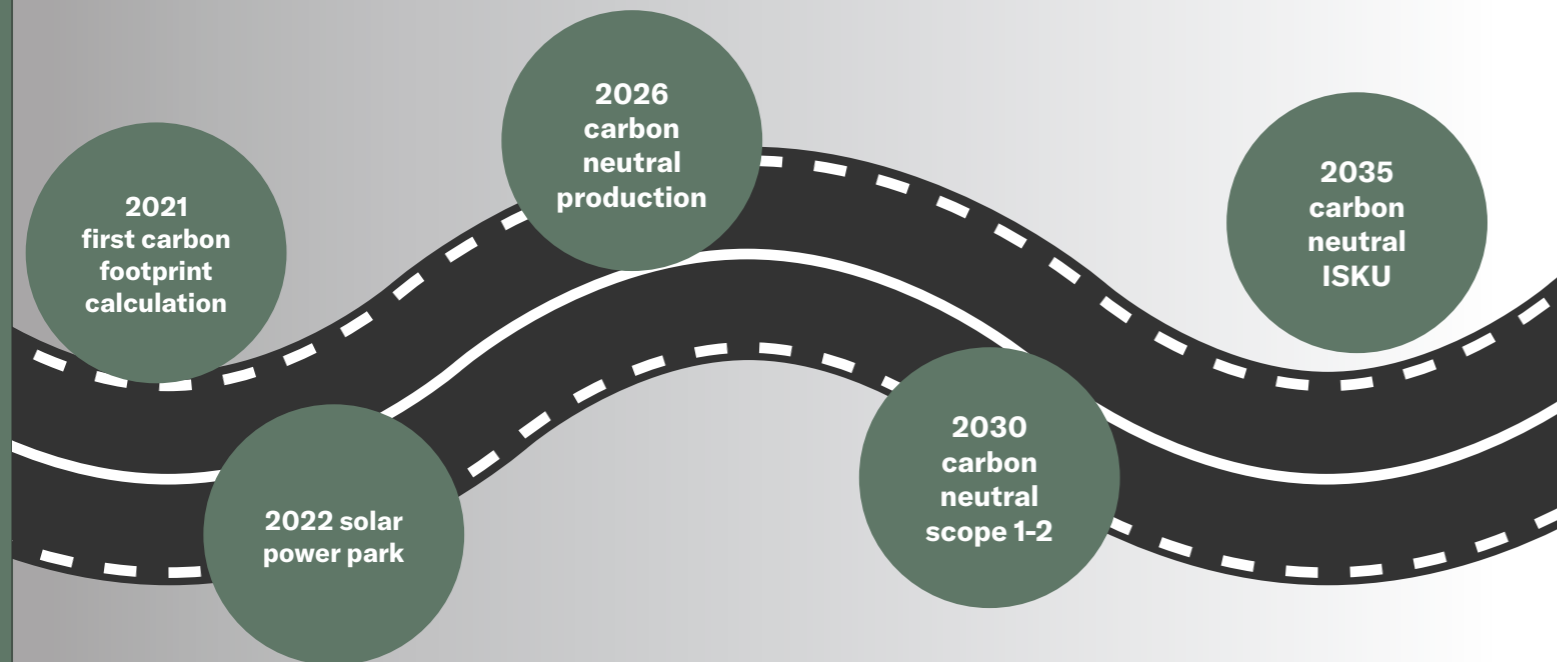 2021
first carbon
footprint
calculation
2022 solar
power park
2026
carbon
neutral
production
2030
carbon
neutral
scope 1-2
2035
carbon
neutral
ISKU